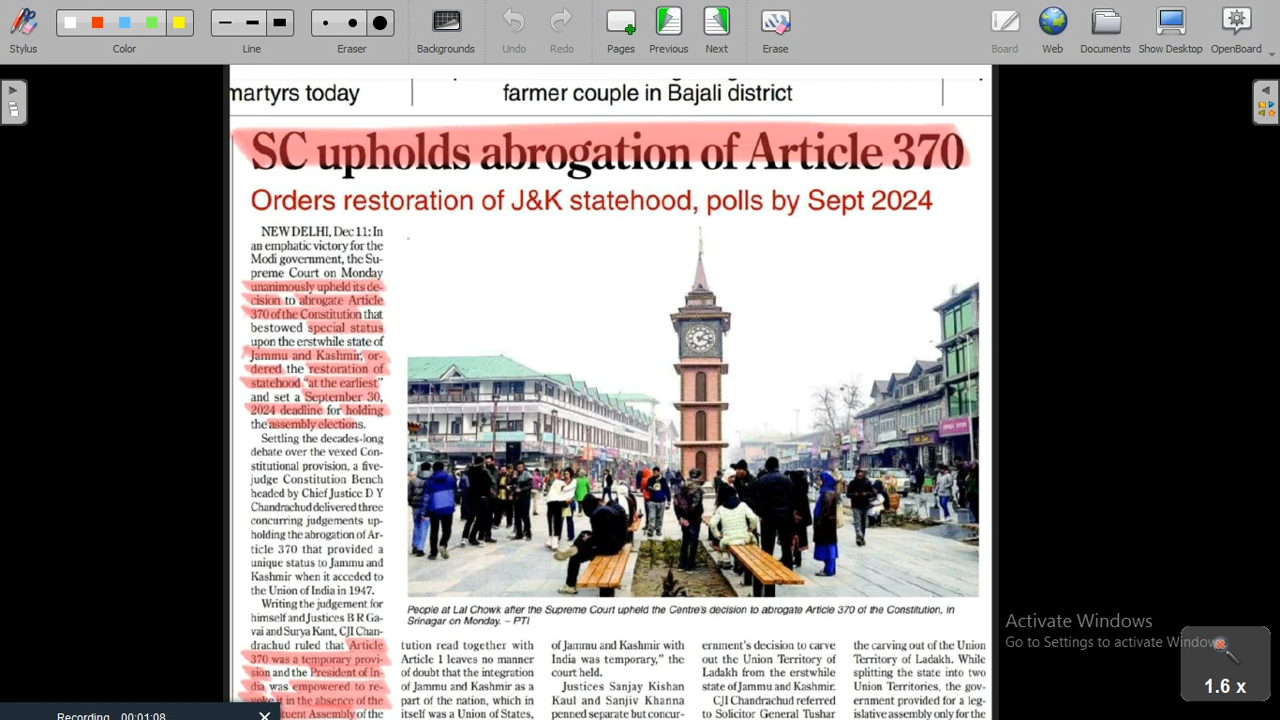 Stylus
Color
Line
Eraser
Backgrounds
Undo
Redo
Pages
Previous
Next
Erase
Board
Web
Documents
Show Desktop
OpenBoard
martyrs today
farmer couple in Bajali district
SC upholds abrogation of Article 370
Orders restoration of J&K statehood, polls by Sept 2024
NEW DELHI, Dec 11: In
an emphatic victory for the
Modi government, the Su-
preme Court on Monday
unanimously upheld its de-
cision to abrogate Article
370 of the Constitution that
bestowed special status
upon the erstwhile state of
Jammu and Kashmir, or-
dered the restoration of
statehood "at the earliest"
and set a September 30,
2024 deadline for holding
the assembly elections.
Settling the decades-long
debate over the vexed Con-
stitutional provision, a five-
judge Constitution Bench
headed by Chief Justice D Y
Chandrachud delivered three
concurring judgements up-
holding the abrogation of Ar-
ticle 370 that provided a
unique status to Jammu and
Kashmir when it acceded to
the Union of India in 1947.
Writing the judgement for
himself and Justices B R Ga-
vai and Surya Kant, CJI Chan-
drachud ruled that Article
370 was a temporary provi-
sion and the President of In-
dia was empowered to re-
voke it in the absence of the
tuent Assembly of the
People at Lal Chowk after the Supreme Court upheld the Centre's decision to abrogate Article 370 of the Constitution, in
Srinagar on Monday. – PTI
tution read together with
Article 1 leaves no manner
of doubt that the integration
of Jammu and Kashmir as a
part of the nation, which in
itself was a Union of States,
of Jammu and Kashmir with
India was temporary," the
court held.
Justices Sanjay Kishan
Kaul and Sanjiv Khanna
penned separate but concur-
ernment's decision to carve
out the Union Territory of
Ladakh from the erstwhile
state of Jammu and Kashmir.
CJI Chandrachud referred
to Solicitor General Tushar
the carving out of the Union
Territory of Ladakh. While
splitting the state into two
Union Territories, the gov-
ernment provided for a leg-
islative assembly only for the
Activate Windows
Go to Settings to activate Windows.
1.6 x
Recording 00:01:08